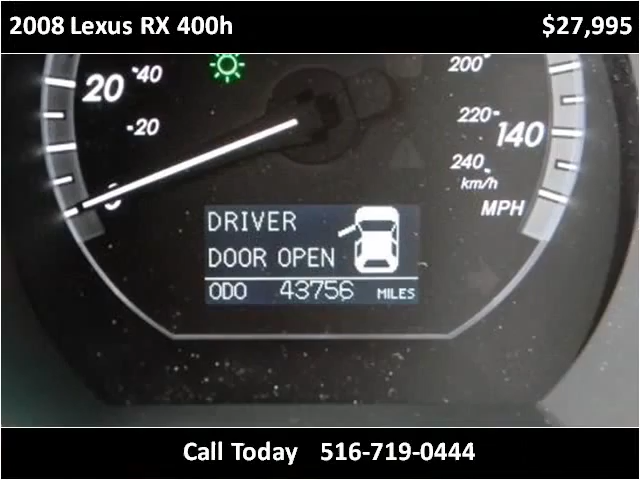 2008 Lexus RX 400h $27,995
20 40
20
0
200
220
140
240
km/h
MPH
DRIVER
DOOR OPEN
ODO 43756 MILES
Call Today 516-719-0444